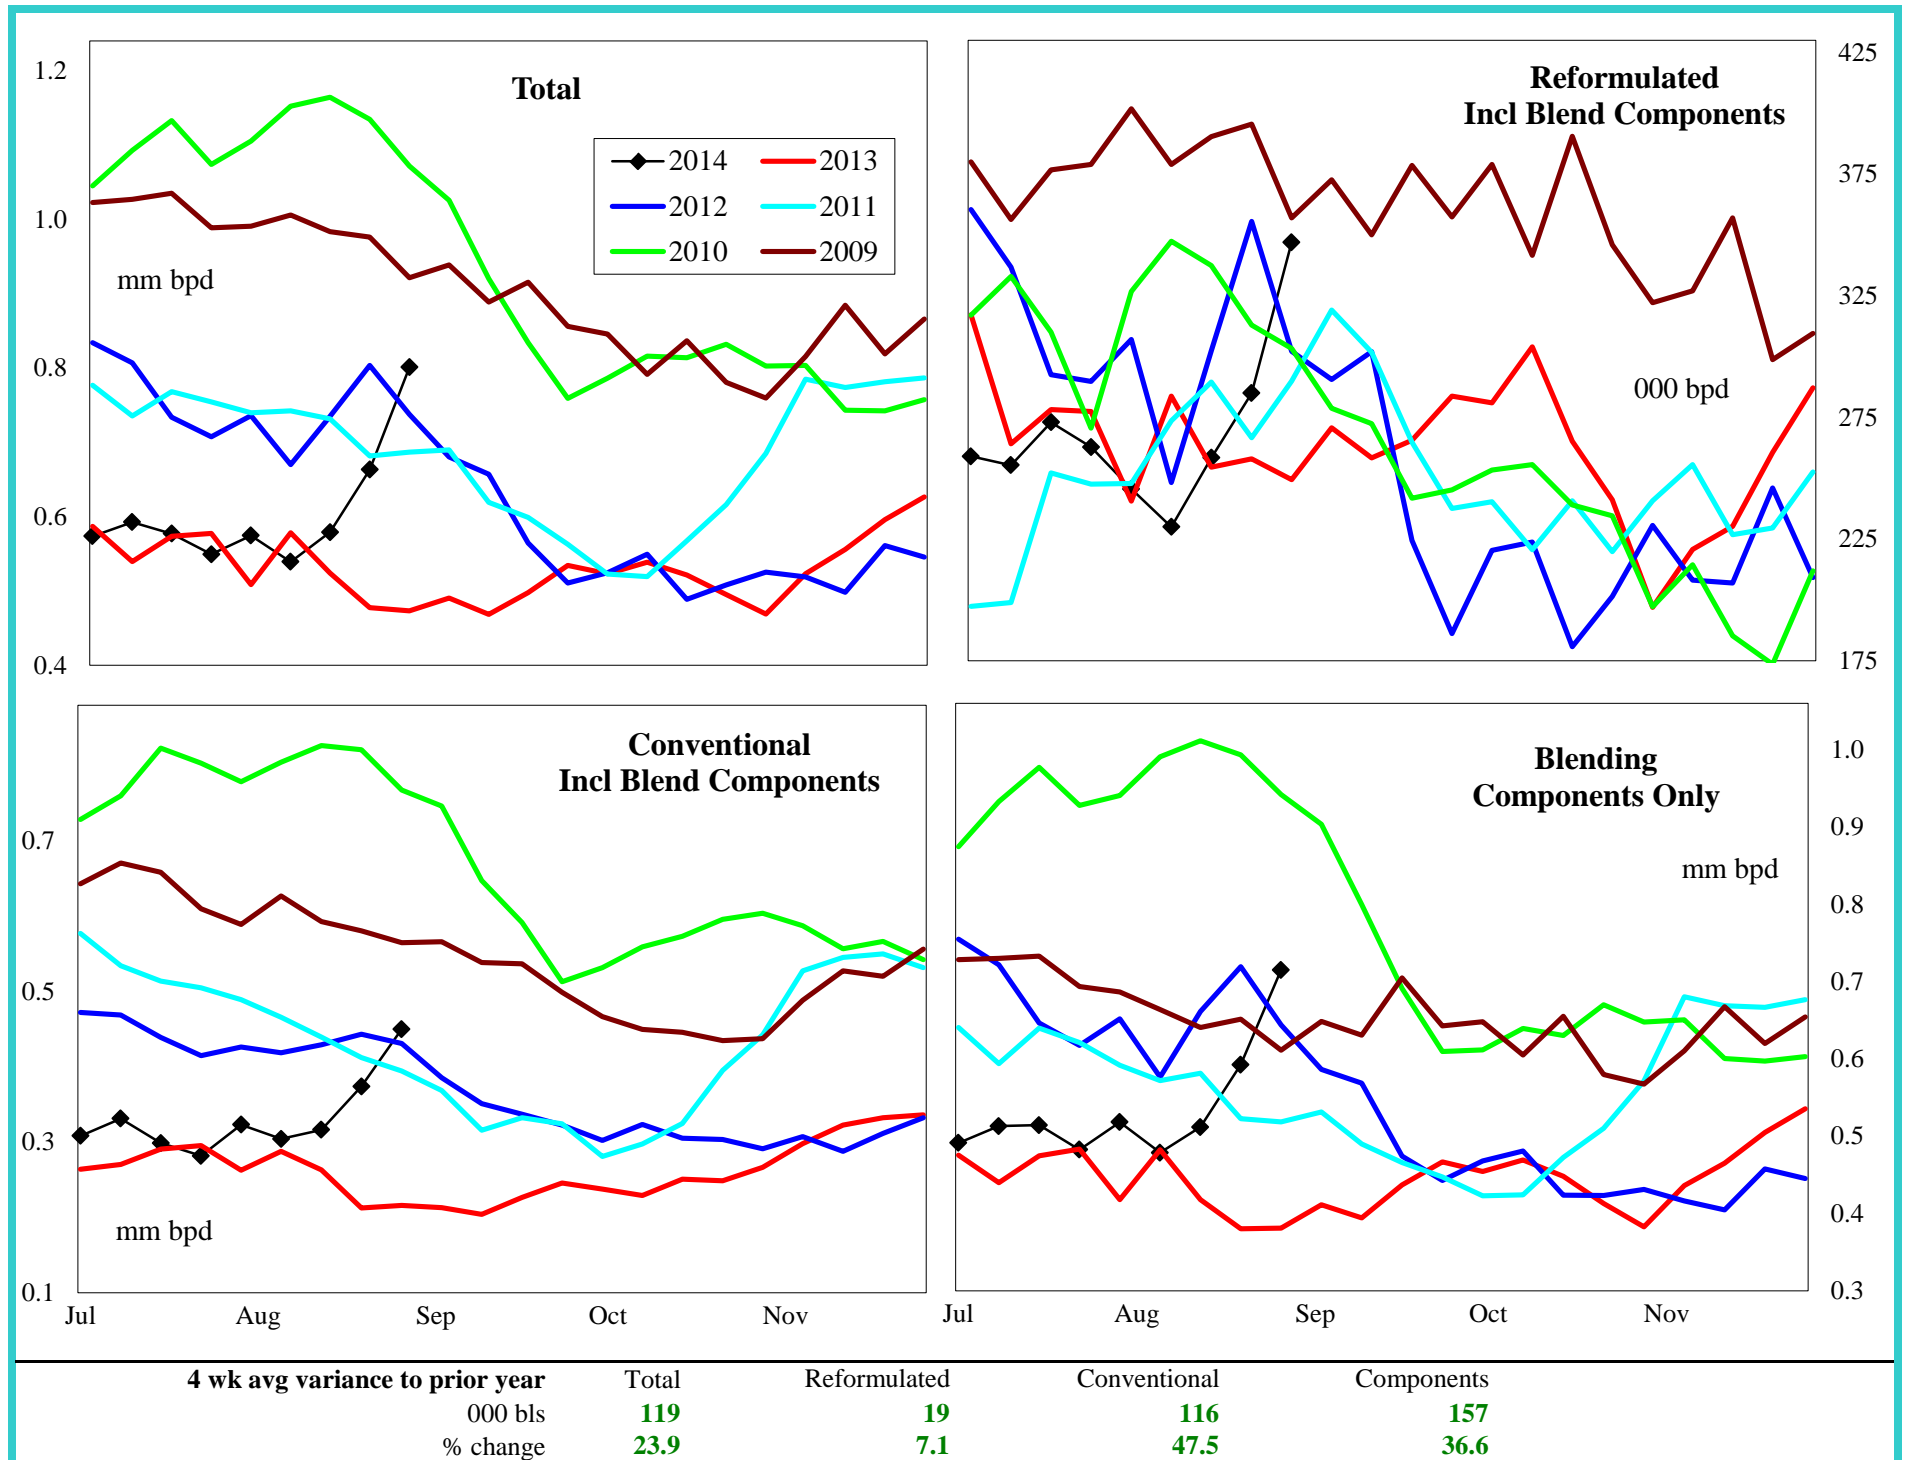 Total
1.2
1.0
0.8
0.6
0.4
mm bpd
2014 2013
2012 2011
2010 2009
Reformulated
Incl Blend Components
000 bpd
425
375
325
275
225
175
Conventional
Incl Blend Components
0.7
0.5
0.3
0.1
mm bpd
Jul Aug Sep Oct Nov
Blending
Components Only
mm bpd
1.0
0.9
0.8
0.7
0.6
0.5
0.4
0.3
Jul Aug Sep Oct Nov
4 wk avg variance to prior year Total Reformulated Conventional Components
000 bls 119 19 116 157
% change 23.9 7.1 47.5 36.6